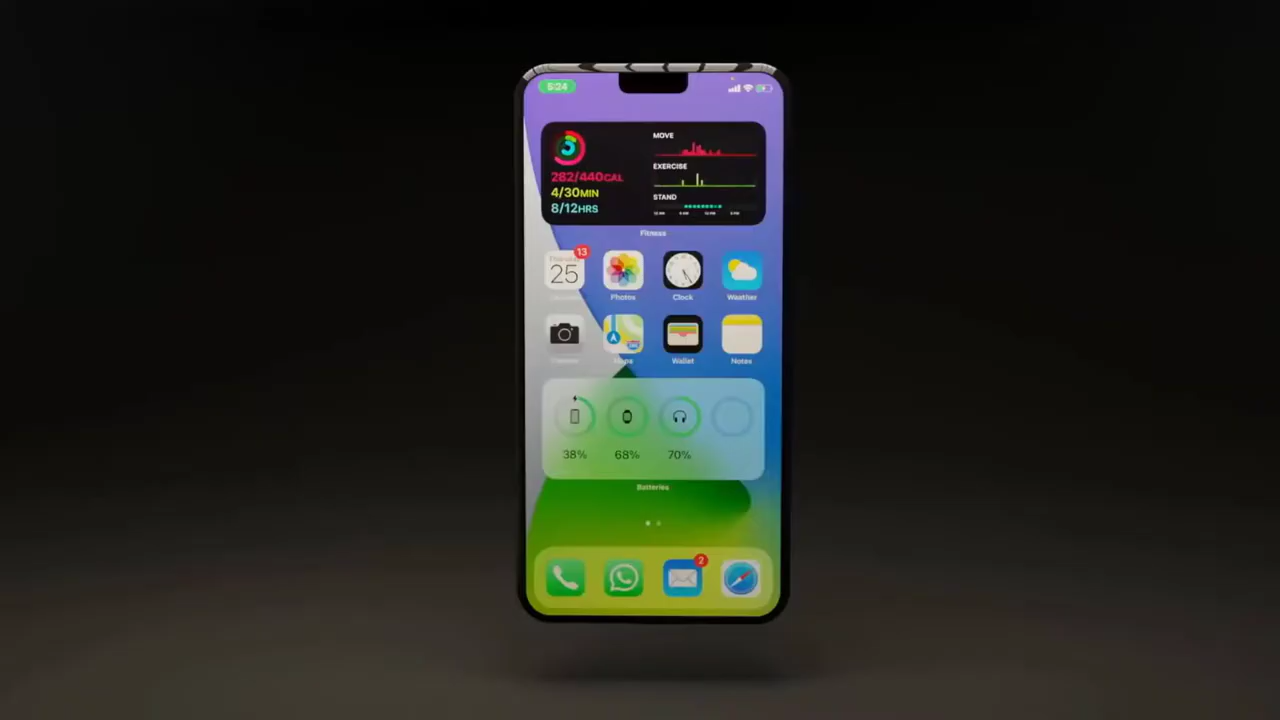 5:24
MOVE
282/440CAL
EXERCISE
4/30MIN
STAND
8/12HRS
Fitness
13
25
Photos
Clock
Weather
Maps
Wallet
Notes
38%
68%
70%
Batteries
2